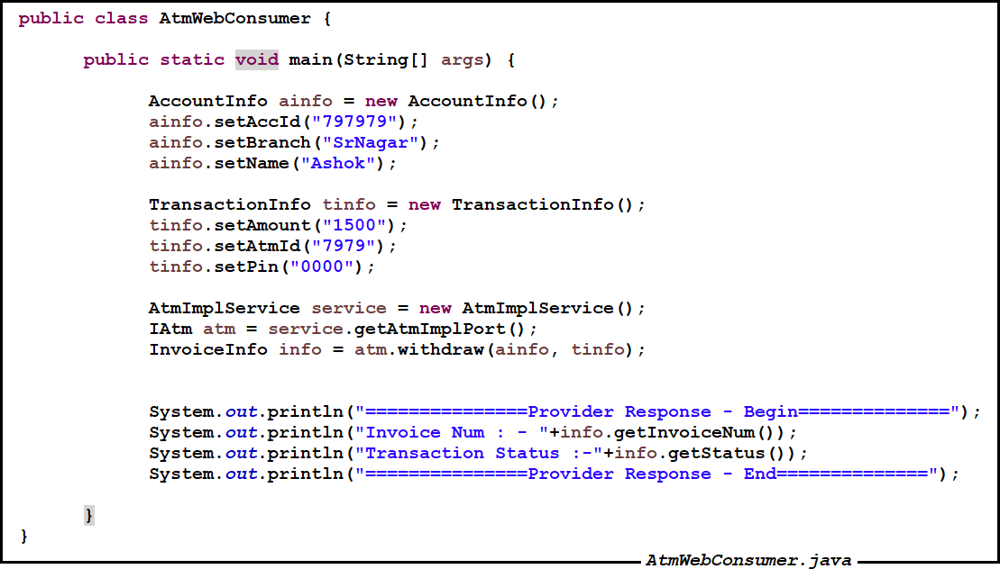 public class AtmWebConsumer {
public static void main(String[] args) {
AccountInfo ainfo = new AccountInfo();
ainfo.setAccId("797979");
ainfo.setBranch("SrNagar");
ainfo.setName("Ashok");
TransactionInfo tinfo = new TransactionInfo();
tinfo.setAmount("1500");
tinfo.setAtmId("7979");
tinfo.setPin("0000");
AtmImplService service = new AtmImplService();
IAtm atm = service.getAtmImplPort();
InvoiceInfo info = atm.withdraw(ainfo, tinfo);
System.out.println("===============Provider Response - Begin==============");
System.out.println("Invoice Num : - "+info.getInvoiceNum());
System.out.println("Transaction Status :-"+info.getStatus());
System.out.println("===============Provider Response - End==============");
}
}
AtmWebConsumer.java